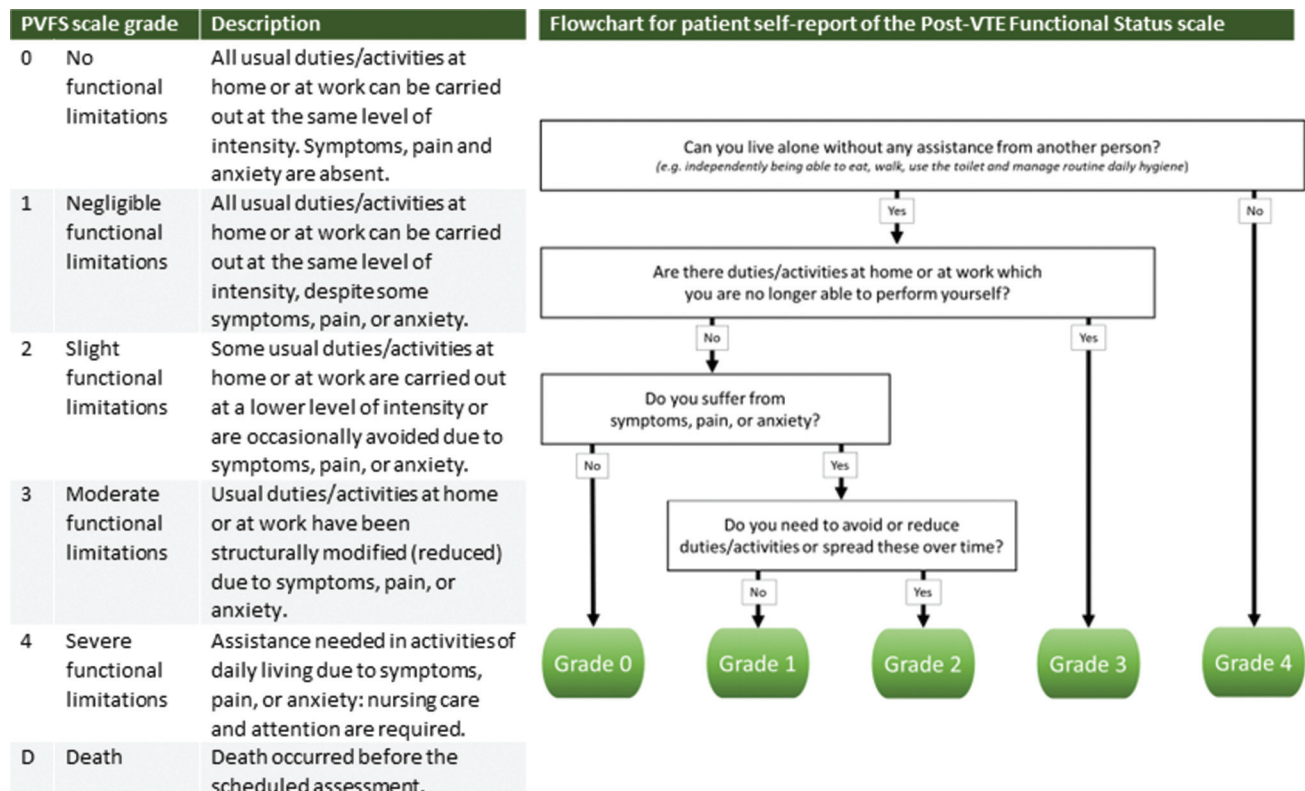 PVFS scale grade Description
0 No functional limitations
All usual duties/activities at
home or at work can be carried
out at the same level of
intensity. Symptoms, pain and
anxiety are absent.
1 Negligible functional limitations
All usual duties/activities at
home or at work can be carried
out at the same level of
intensity, despite some
symptoms, pain, or anxiety.
2 Slight functional limitations
Some usual duties/activities at
home or at work are carried out
at a lower level of intensity or
are occasionally avoided due to
symptoms, pain, or anxiety.
3 Moderate functional limitations
Usual duties/activities at home
or at work have been
structurally modified (reduced)
due to symptoms, pain, or
anxiety.
4 Severe functional limitations
Assistance needed in activities of
daily living due to symptoms,
pain, or anxiety: nursing care
and attention are required.
D Death
Death occurred before the
scheduled assessment.
Flowchart for patient self-report of the Post-VTE Functional Status scale
Can you live alone without any assistance from another person?
(e.g. independently being able to eat, walk, use the toilet and manage routine daily hygiene)
Yes
No
Are there duties/activities at home or at work which
you are no longer able to perform yourself?
No
Yes
Do you suffer from
symptoms, pain, or anxiety?
No
Yes
Do you need to avoid or reduce
duties/activities or spread these over time?
No
Yes
Grade 0
Grade 1
Grade 2
Grade 3
Grade 4